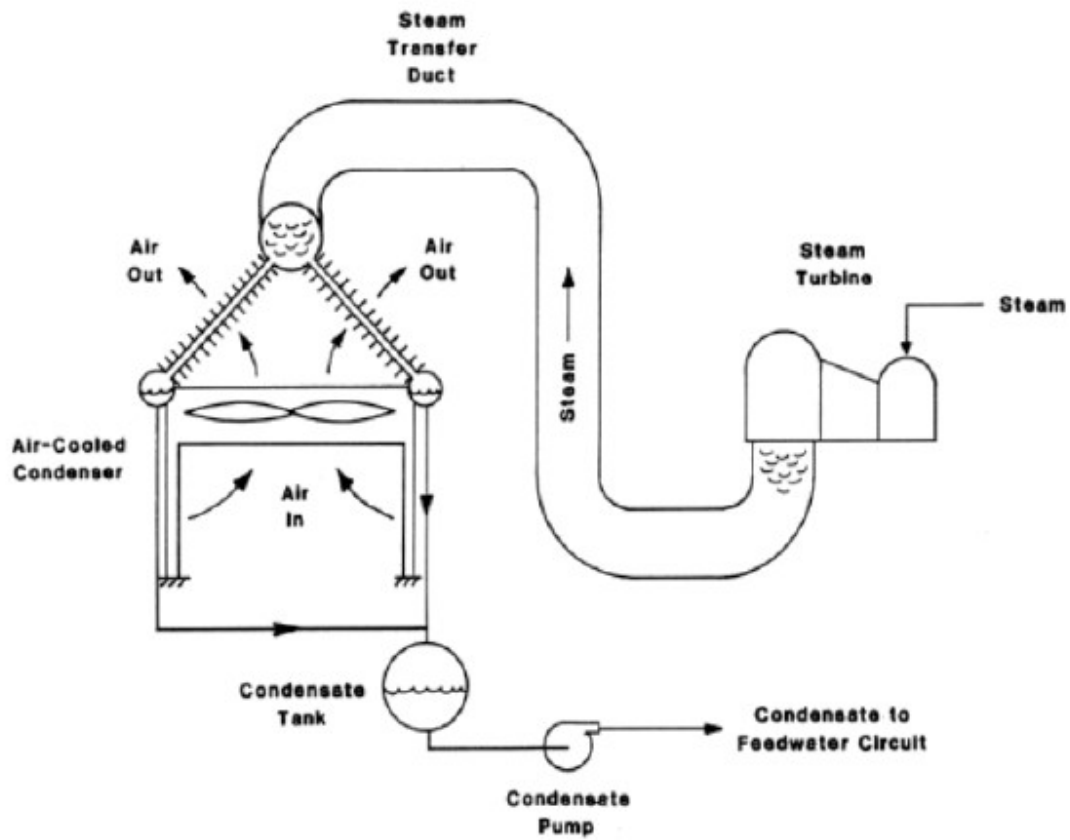 Steam
Transfer
Duct
Air
Out
Air
Out
Steam
Turbine
Steam
Steam
Air-Cooled
Condenser
Air
In
Condensate
Tank
Condensate to
Feedwater Circuit
Condensate
Pump